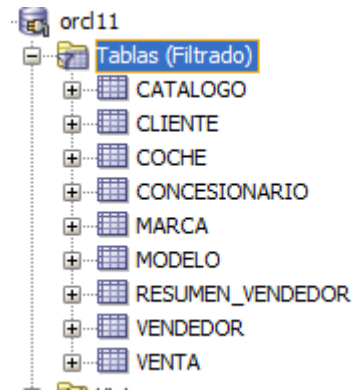 orcl11
Tablas (Filtrado)
CATALOGO
CLIENTE
COCHE
CONCESIONARIO
MARCA
MODELO
RESUMEN_VENDEDOR
VENDEDOR
VENTA